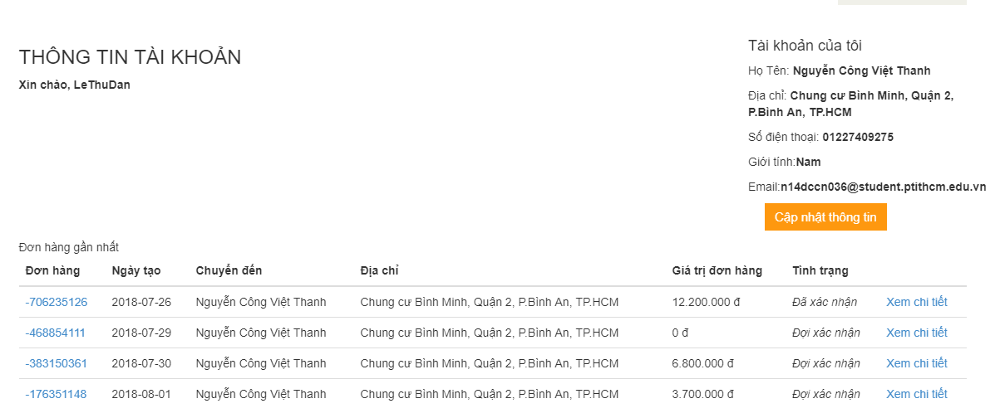 THÔNG TIN TÀI KHOẢN
Xin chào, LeThuDan
Tài khoản của tôi
Họ Tên: Nguyễn Công Việt Thanh
Địa chỉ: Chung cư Bình Minh, Quận 2,
P.Bình An, TP.HCM
Số điện thoại: 01227409275
Giới tính:Nam
Email:n14dccn036@student.ptithcm.edu.vn
Cập nhật thông tin
Đơn hàng gần nhất
Đơn hàng Ngày tạo Chuyển đến Địa chỉ Giá trị đơn hàng Tình trạng
-706235126 2018-07-26 Nguyễn Công Việt Thanh Chung cư Bình Minh, Quận 2, P.Bình An, TP.HCM 12.200.000 đ Đã xác nhận Xem chi tiết
-468854111 2018-07-29 Nguyễn Công Việt Thanh Chung cư Bình Minh, Quận 2, P.Bình An, TP.HCM 0 đ Đợi xác nhận Xem chi tiết
-383150361 2018-07-30 Nguyễn Công Việt Thanh Chung cư Bình Minh, Quận 2, P.Bình An, TP.HCM 6.800.000 đ Đợi xác nhận Xem chi tiết
-176351148 2018-08-01 Nguyễn Công Việt Thanh Chung cư Bình Minh, Quận 2, P.Bình An, TP.HCM 3.700.000 đ Đợi xác nhận Xem chi tiết